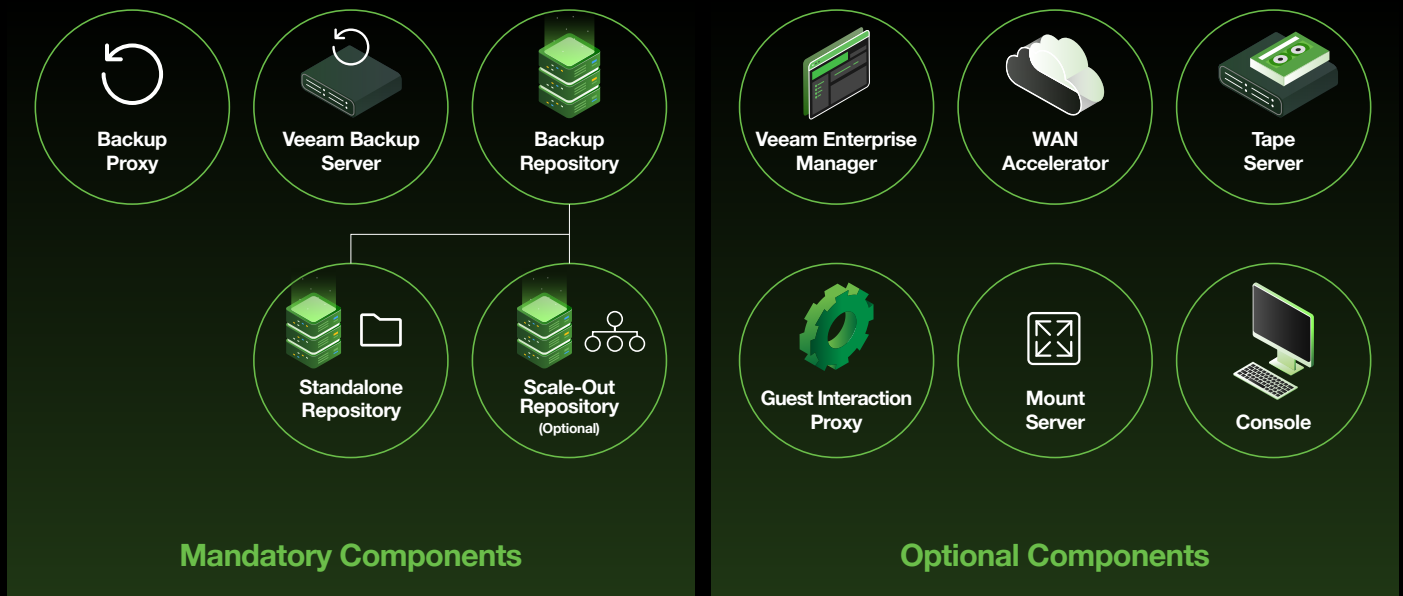 Backup
Proxy
Veeam Backup
Server
Backup
Repository
Standalone
Repository
Scale-Out
Repository
(Optional)
Mandatory Components
Veeam Enterprise
Manager
WAN
Accelerator
Tape
Server
Guest Interaction
Proxy
Mount
Server
Console
Optional Components